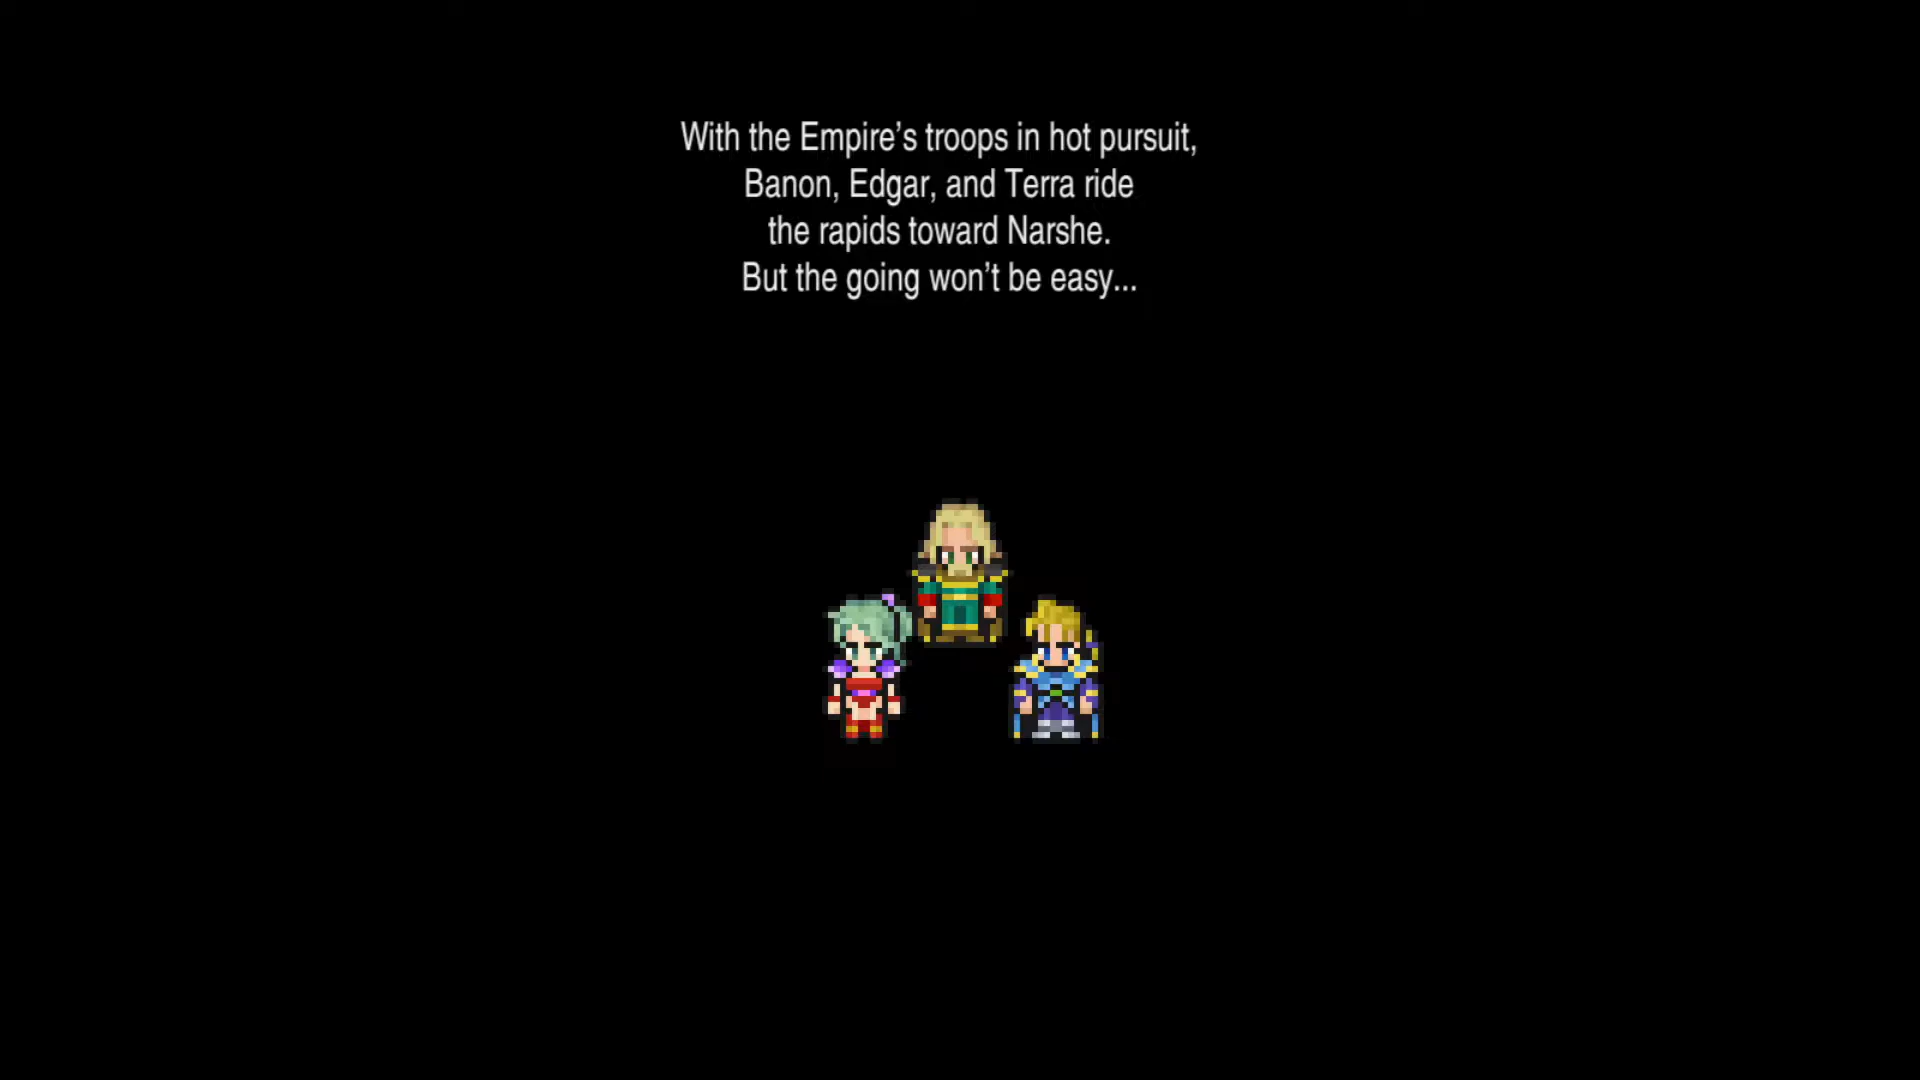 With the Empire’s troops in hot pursuit,
Banon, Edgar, and Terra ride
the rapids toward Narshe.
But the going won’t be easy...